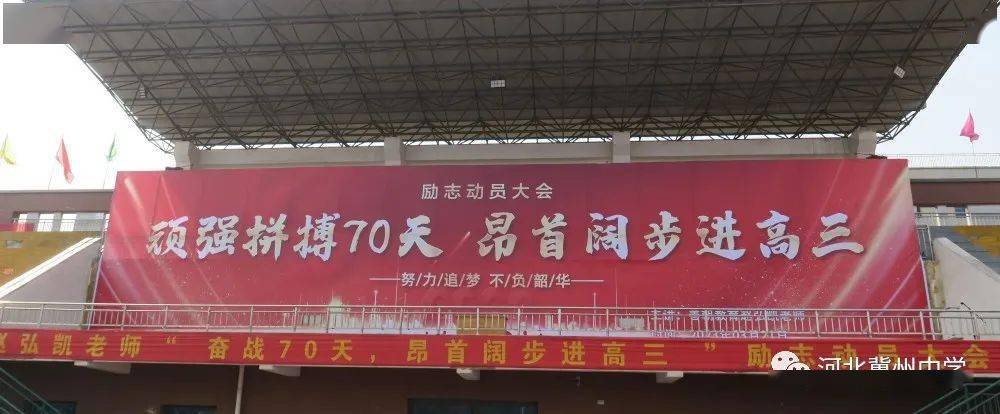 励志动员大会
顽强拼搏70天 昂首阔步进高三
努/力/追/梦 不/负/韶/华
弘凯老师“奋战70天，昂首阔步进高三”励志动员 会
河北冀州中学